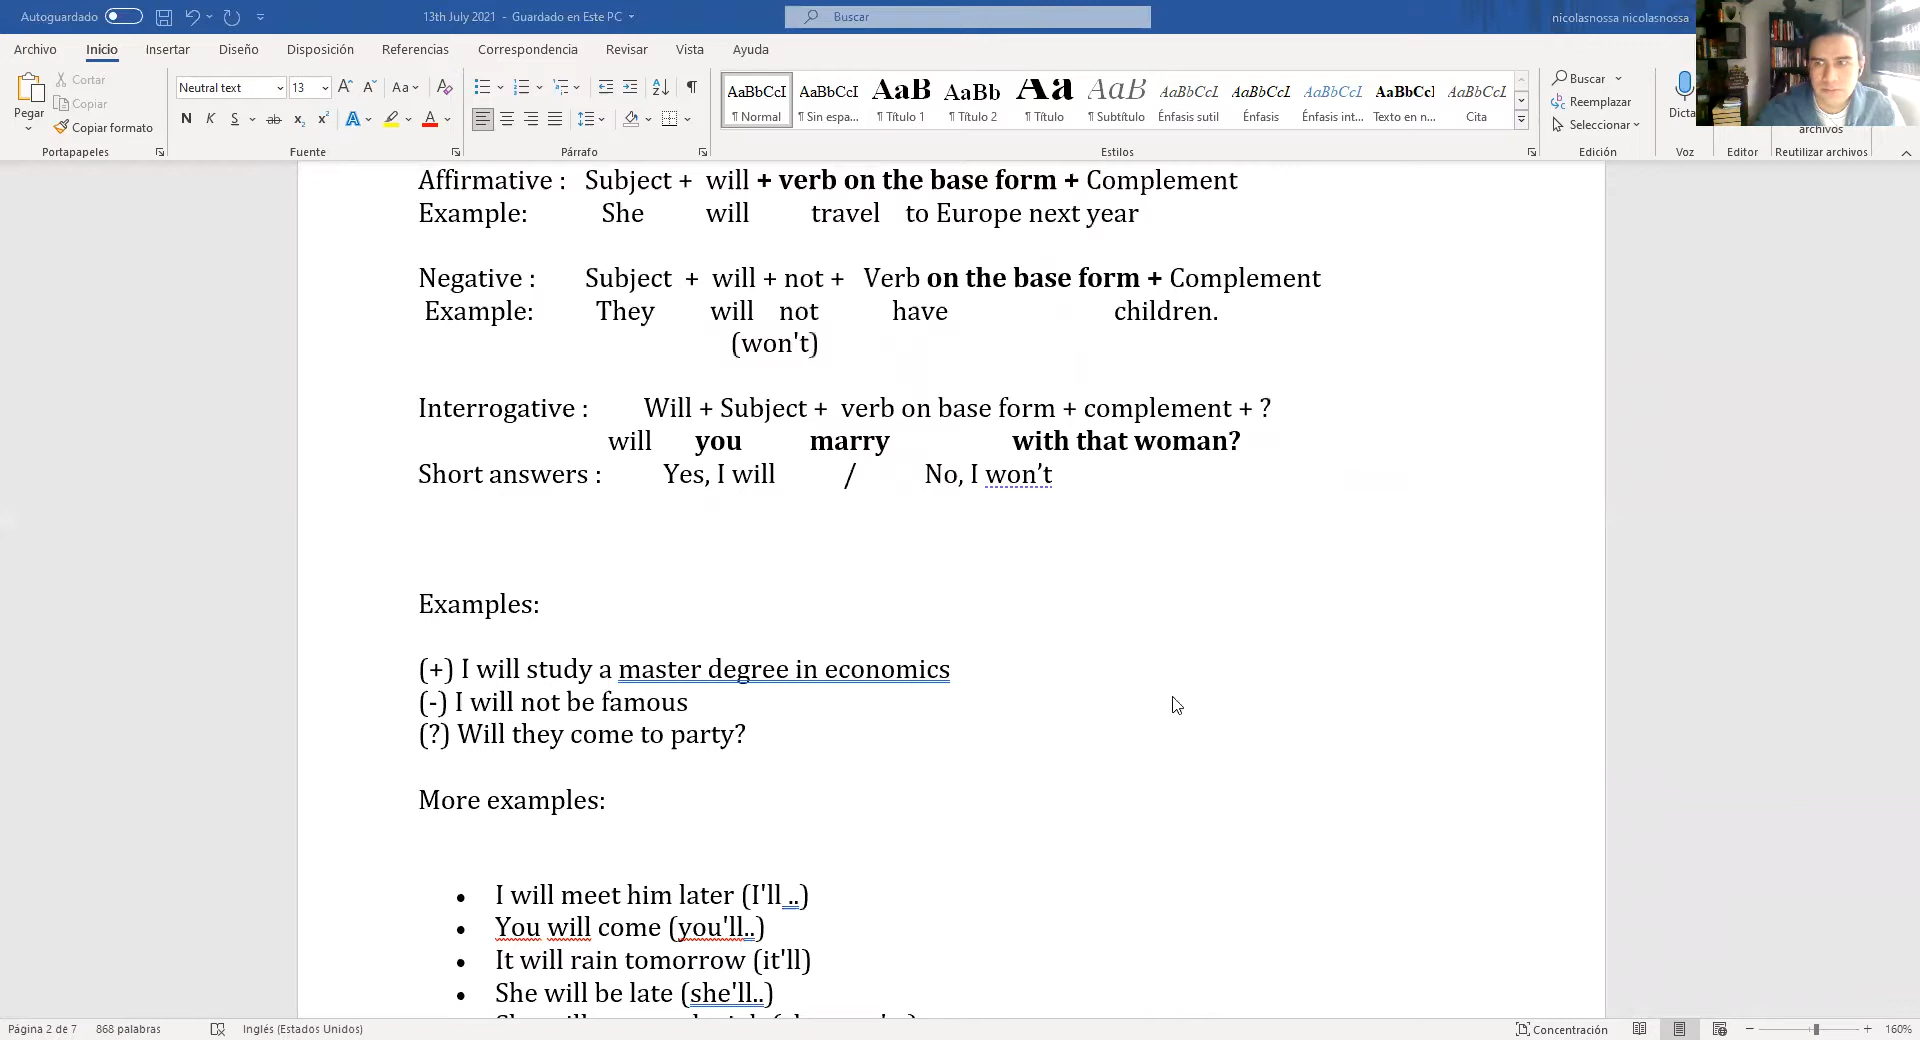 Autoguardado
13th July 2021 - Guardado en Este PC
Buscar
nicolasnossa nicolasnossa
Archivo Inicio Insertar Diseño Disposición Referencias Correspondencia Revisar Vista Ayuda
Pegar
Cortar
Copiar
Copiar formato
Portapapeles
Neutral text 13
Aa
N K S ab x₂ x²
Fuente
Párrafo
AaBbCcI AaBbCcI AaB AaBb Aa AaB AaBbCcL AaBbCcL AaBbCcI AaBbCcI AaBbCcL
¶ Normal ¶ Sin espa... ¶ Título 1 ¶ Título 2 ¶ Título ¶ Subtítulo Énfasis sutil Énfasis Énfasis int... Texto en n... Cita
Estilos
Buscar
Reemplazar
Seleccionar
Edición
Dicta
Voz
Editor
archivos
Reutilizar archivos
Affirmative : Subject + will + verb on the base form + Complement
Example: She will travel to Europe next year
Negative : Subject + will + not + Verb on the base form + Complement
Example: They will not have children.
(won't)
Interrogative : Will + Subject + verb on base form + complement + ?
will you marry with that woman?
Short answers : Yes, I will / No, I won’t
Examples:
(+) I will study a master degree in economics
(-) I will not be famous
(?) Will they come to party?
More examples:
• I will meet him later (I'll ..)
• You will come (you'll..)
• It will rain tomorrow (it'll)
• She will be late (she'll..)
Página 2 de 7 868 palabras Inglés (Estados Unidos) Concentración 160%